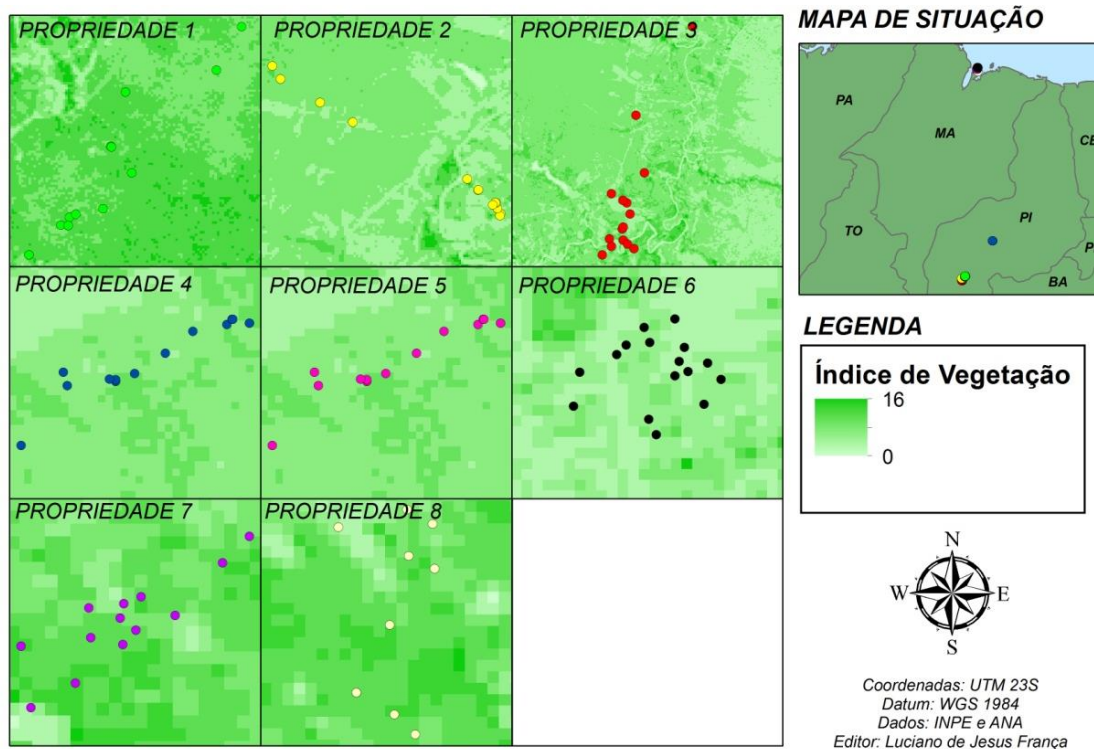 PROPRIEDADE 1
PROPRIEDADE 2
PROPRIEDADE 3
PROPRIEDADE 4
PROPRIEDADE 5
PROPRIEDADE 6
PROPRIEDADE 7
PROPRIEDADE 8
MAPA DE SITUAÇÃO
PA
MA
CE
TO
PI
P
BA
LEGENDA
Índice de Vegetação
16
0
N
W
E
S
Coordenadas: UTM 23S
Datum: WGS 1984
Dados: INPE e ANA
Editor: Luciano de Jesus França